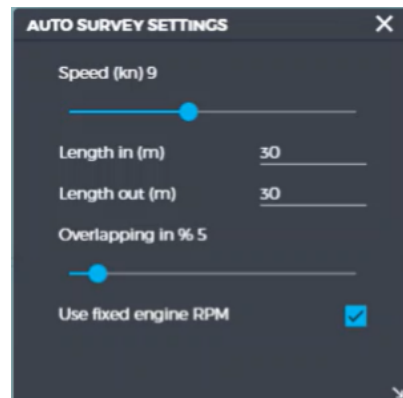 AUTO SURVEY SETTINGS
Speed (kn) 9
Length in (m) 30
Length out (m) 30
Overlapping in % 5
Use fixed engine RPM